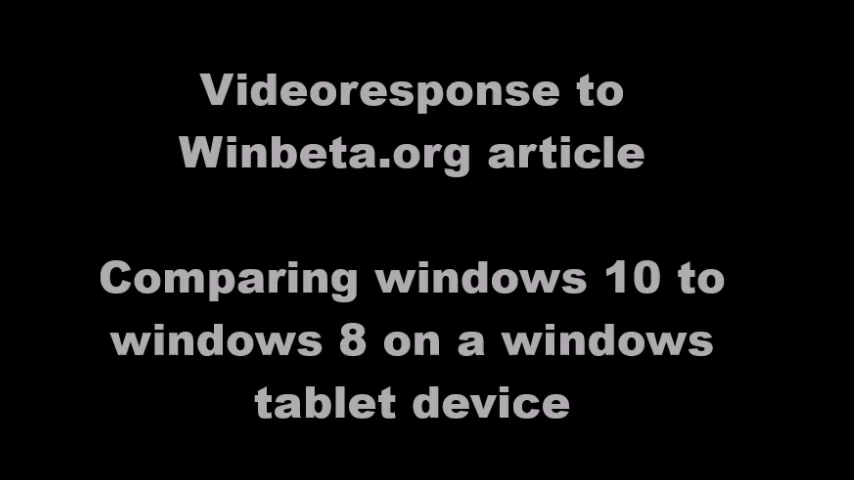 Videoresponse to
Winbeta.org article
Comparing windows 10 to
windows 8 on a windows
tablet device